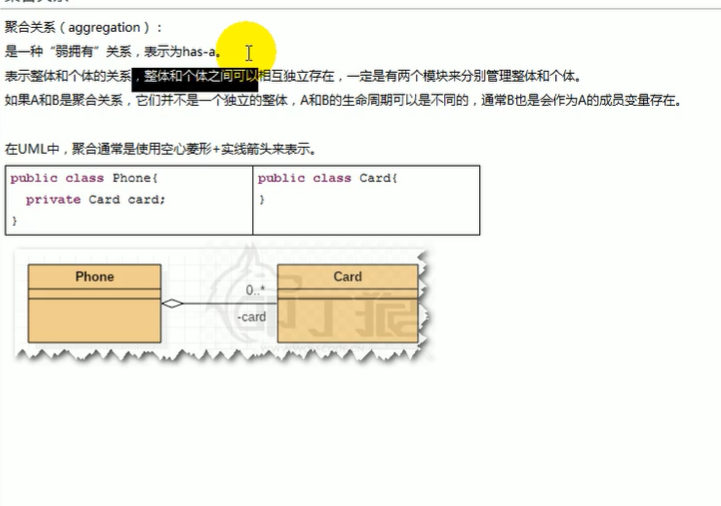 聚合关系（aggregation）：
是一种“弱拥有”关系，表示为has-a。
表示整体和个体的关系，整体和个体之间可以相互独立存在，一定是有两个模块来分别管理整体和个体。
如果A和B是聚合关系，它们并不是一个独立的整体，A和B的生命周期可以是不同的，通常B也是会作为A的成员变量存在。
在UML中，聚合通常是使用空心菱形+实线箭头来表示。
public class Phone{
private Card card;
}
public class Card{
}
Phone
0..*
-card
Card